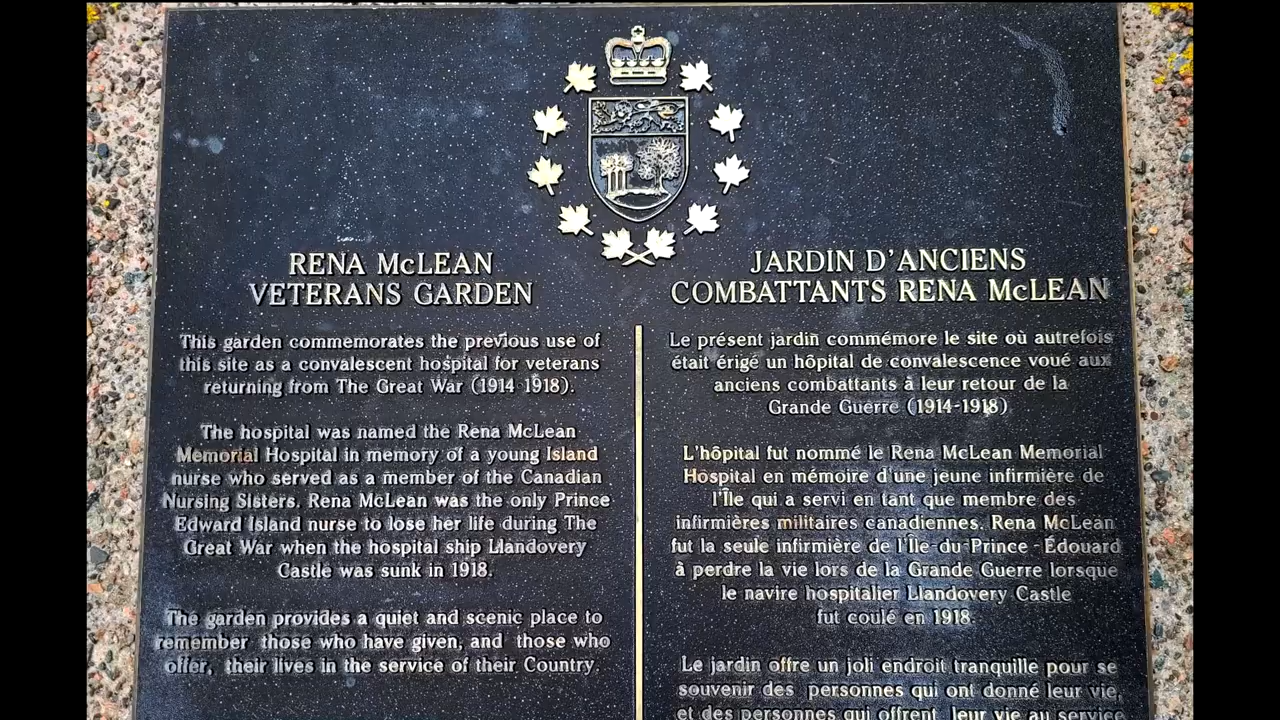 RENA McLEAN
VETERANS GARDEN
This garden commemorates the previous use of
this site as a convalescent hospital for veterans
returning from The Great War (1914 1918).
The hospital was named the Rena McLean
Memorial Hospital in memory of a young Island
nurse who served as a member of the Canadian
Nursing Sisters. Rena McLean was the only Prince
Edward Island nurse to lose her life during The
Great War when the hospital ship Llandovery
Castle was sunk in 1918.
The garden provides a quiet and scenic place to
remember those who have given, and those who
offer, their lives in the service of their Country.
JARDIN D'ANCIENS
COMBATTANTS RENA McLEAN
Le présent jardin commémore le site où autrefois
était érigé un hôpital de convalescence voué aux
anciens combattants à leur retour de la
Grande Guerre (1914-1918)
L'hôpital fut nommé le Rena McLean Memorial
Hospital en mémoire d'une jeune infirmière de
l'Île qui a servi en tant que membre des
infirmières militaires canadiennes. Rena McLean
fut la seule infirmière de l'Île-du-Prince-Édouard
à perdre la vie lors de la Grande Guerre lorsque
le navire hospitalier Llandovery Castle
fut coulé en 1918.
Le jardin offre un joli endroit tranquille pour se
souvenir des personnes qui ont donné leur vie,
et des personnes qui offrent leur vie au service